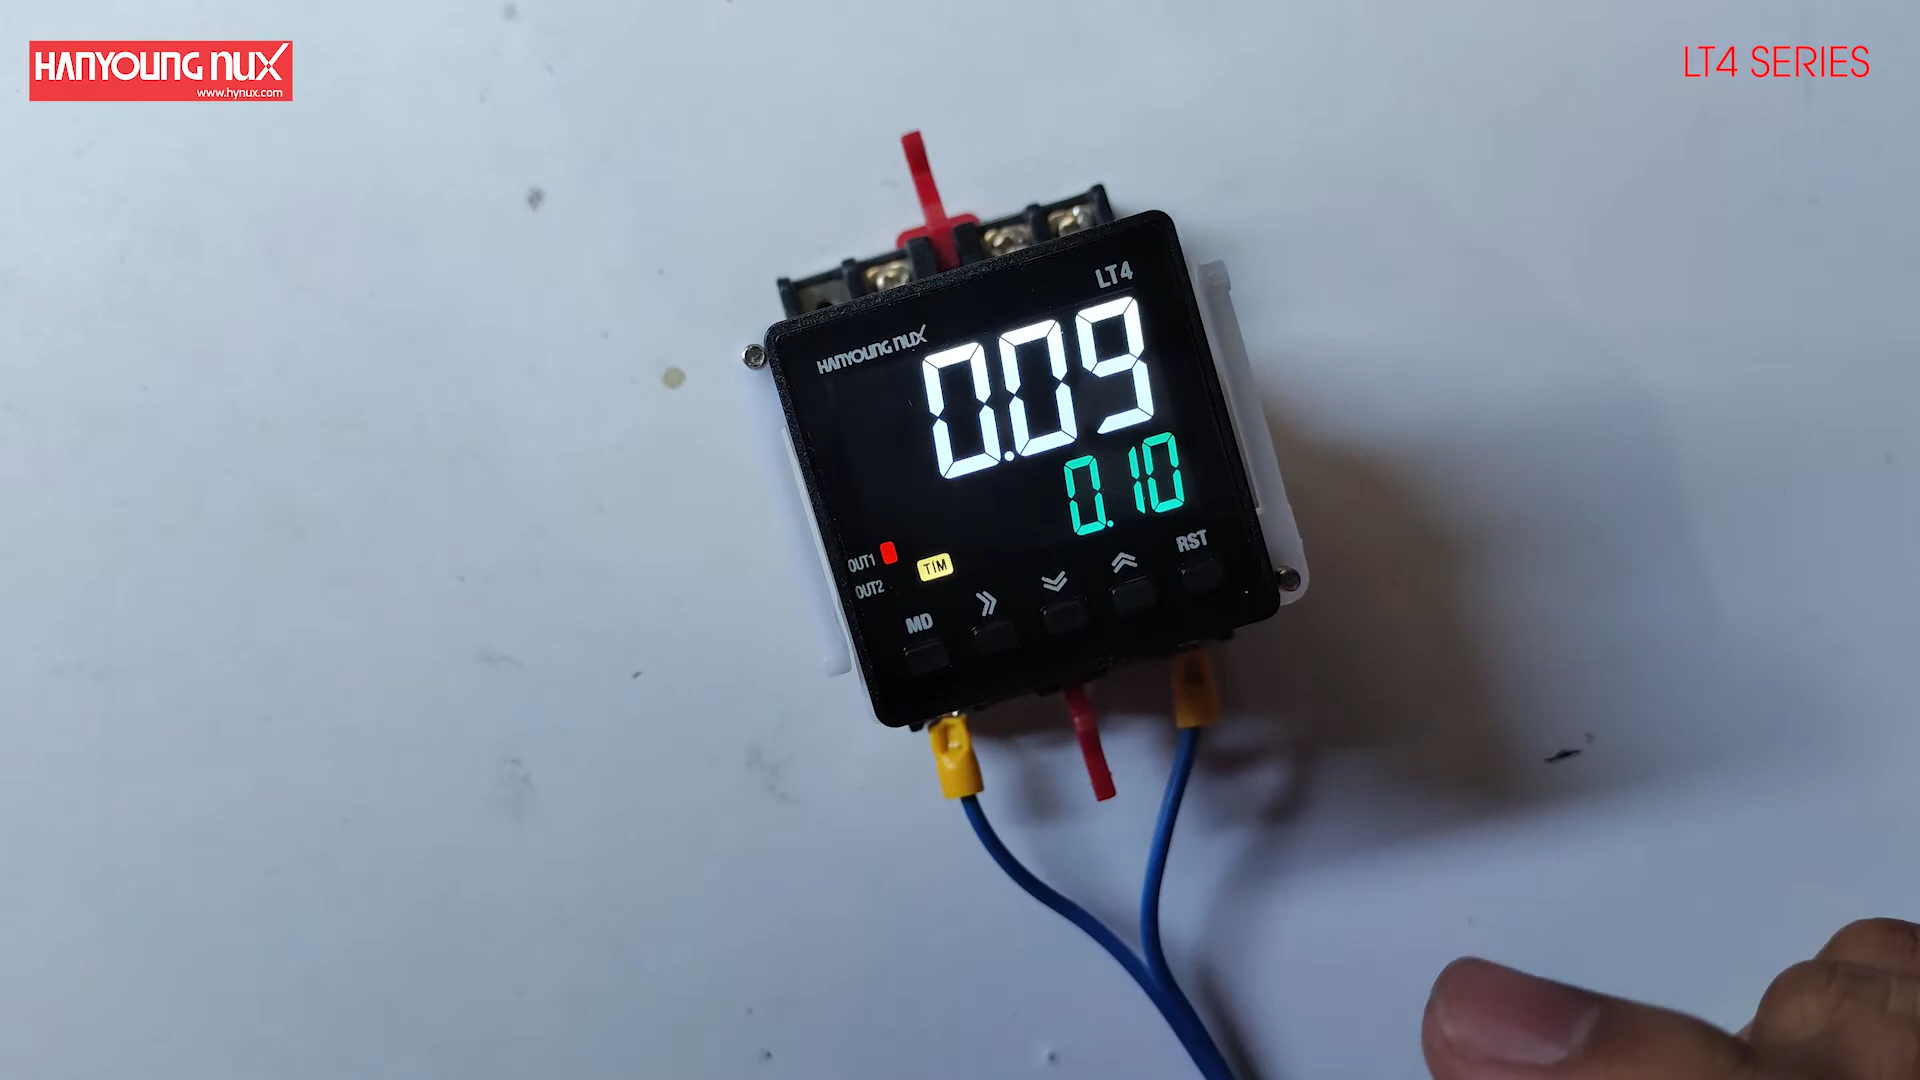 HANYOUNG NUX
www.hynux.com
LT4 SERIES
LT4
HANYOUNG NUX
0.09
0.10
OUT1
TIM
OUT2
MD
RST